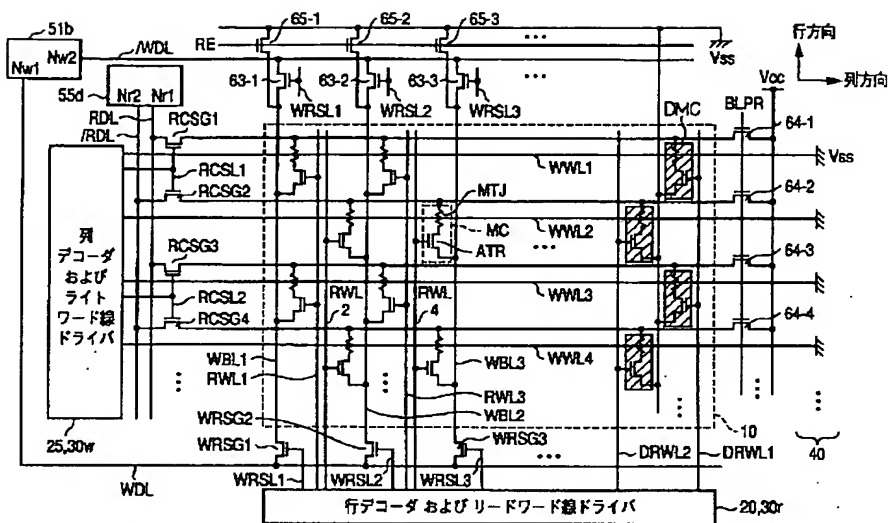 51b
Nw2
Nw1
/WDL
55d
Nr2 Nr1
RDL
/RDL
RE
65-1
65-2
65-3
...
Vss
63-1
63-2
63-3
...
WRSL1
WRSL2
WRSL3
行方向
列方向
Vcc
BLPR
DMC
64-1
Vss
64-2
64-3
64-4
RCSG1
RCSL1
RCSG2
RCSG3
RCSL2
RCSG4
WWL1
MTJ
MC
WWL2
ATR
...
WWL3
RWL
2
RWL
4
WBL3
WWL4
列
デコーダ
および
ライト
ワード線
ドライバ
25,30w
WBL1
RWL1
WRSG2
WRSG1
RWL3
WBL2
WRSG3
10
40
DRWL2
DRWL1
WDL
WRSL1
WRSL2
WRSL3
...
行デコーダ および リードワード線ドライバ
20,30r